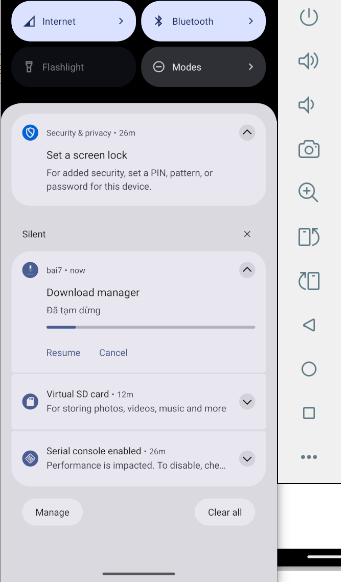 Internet
Bluetooth
Flashlight
Modes
Security & privacy • 26m
Set a screen lock
For added security, set a PIN, pattern, or
password for this device.
Silent
bai7 • now
Download manager
Đã tạm dừng
Resume
Cancel
Virtual SD card • 12m
For storing photos, videos, music and more
Serial console enabled • 26m
Performance is impacted. To disable, che...
Manage
Clear all